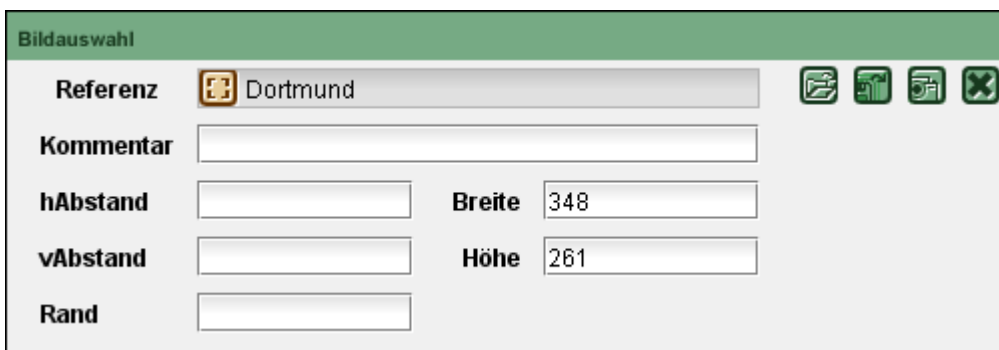 Bildauswahl
Referenz Dortmund
Kommentar
hAbstand Breite 348
vAbstand Höhe 261
Rand